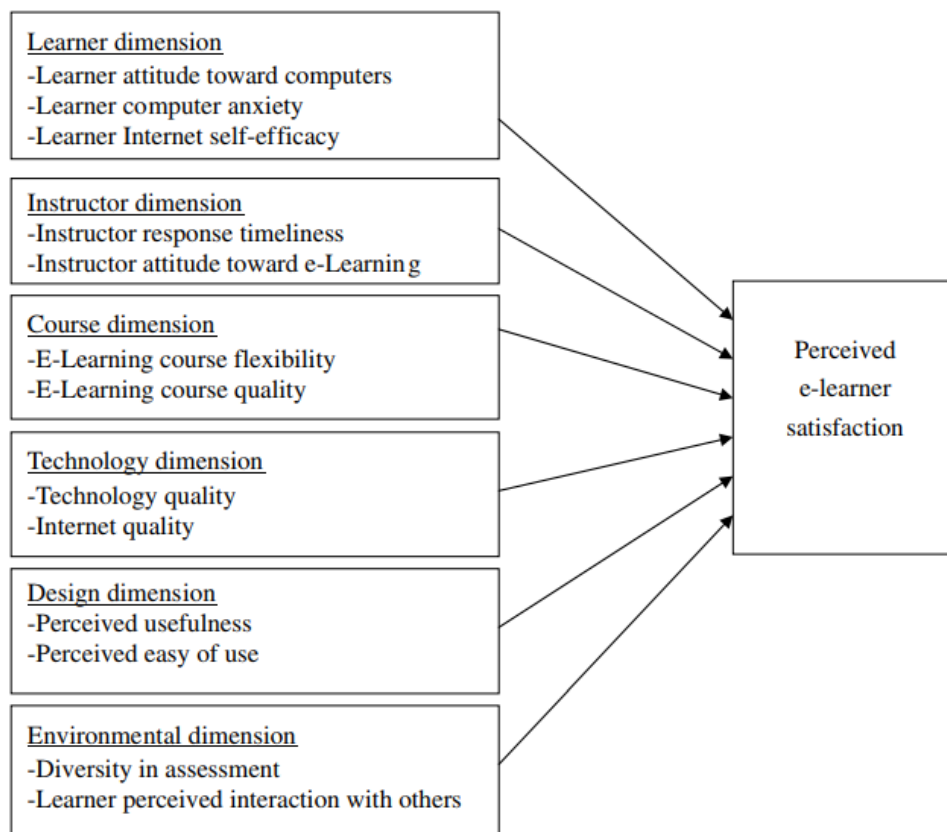 Learner dimension
-Learner attitude toward computers
-Learner computer anxiety
-Learner Internet self-efficacy
Instructor dimension
-Instructor response timeliness
-Instructor attitude toward e-Learning
Course dimension
-E-Learning course flexibility
-E-Learning course quality
Technology dimension
-Technology quality
-Internet quality
Design dimension
-Perceived usefulness
-Perceived easy of use
Environmental dimension
-Diversity in assessment
-Learner perceived interaction with others
Perceived
e-learner
satisfaction